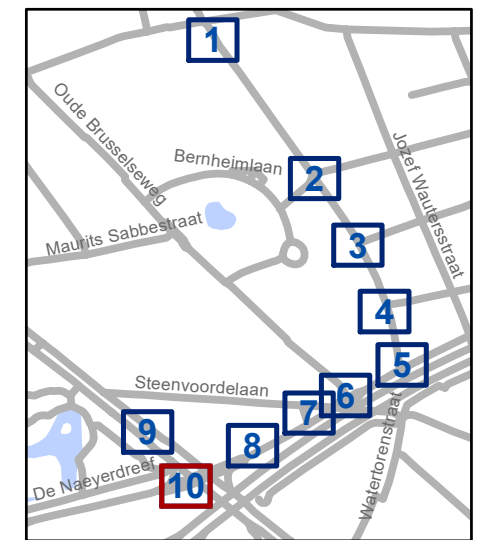 1
Oude Brusselseweg
Bernheimlaan
2
Jozef Wautersstraat
Maurits Sabbestraat
3
4
5
Steenvoordelaan
6
7
9
8
Watertorenstraat
De Naeyerdreef
10